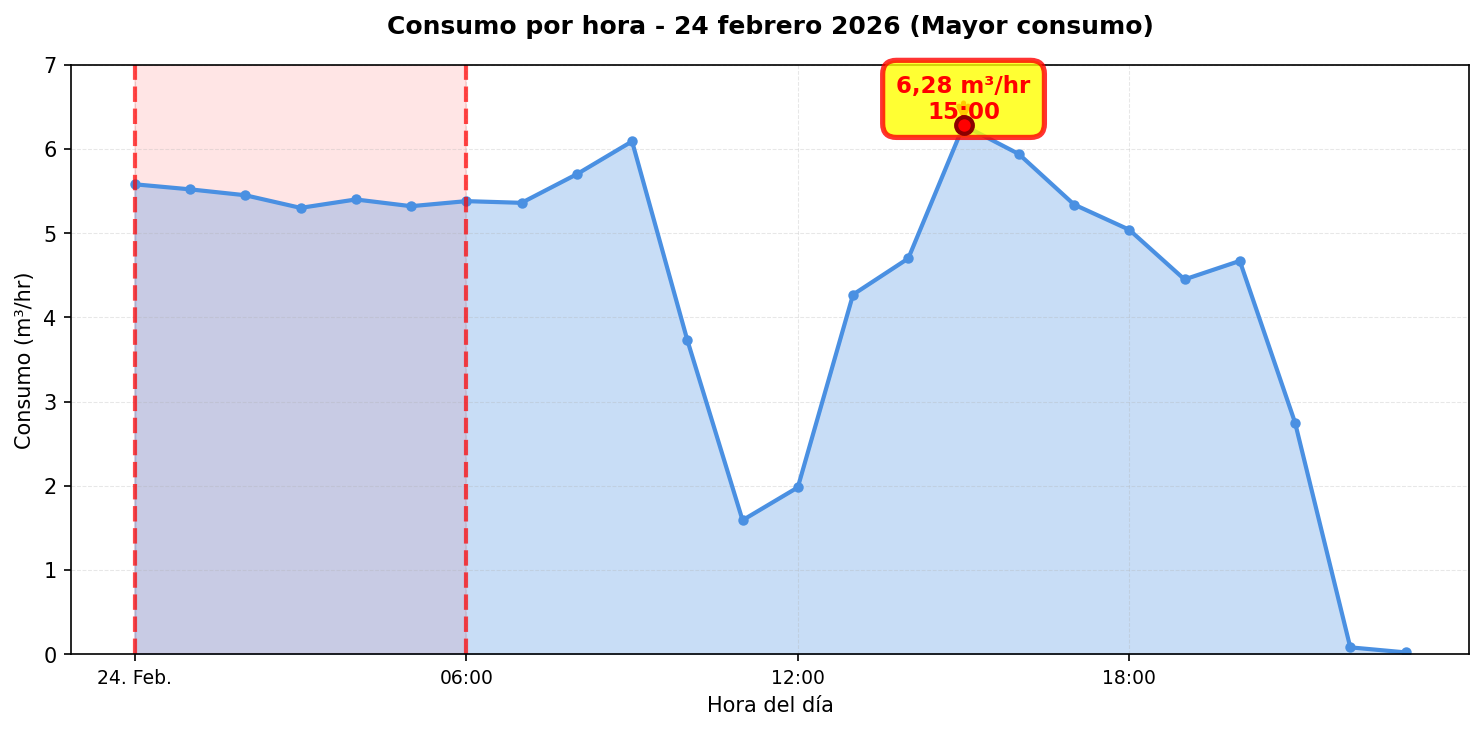 Consumo por hora - 24 febrero 2026 (Mayor consumo)
6,28 m³/hr
15:00
Consumo (m³/hr)
7
6
5
4
3
2
1
0
24. Feb.
06:00
12:00
18:00
Hora del día